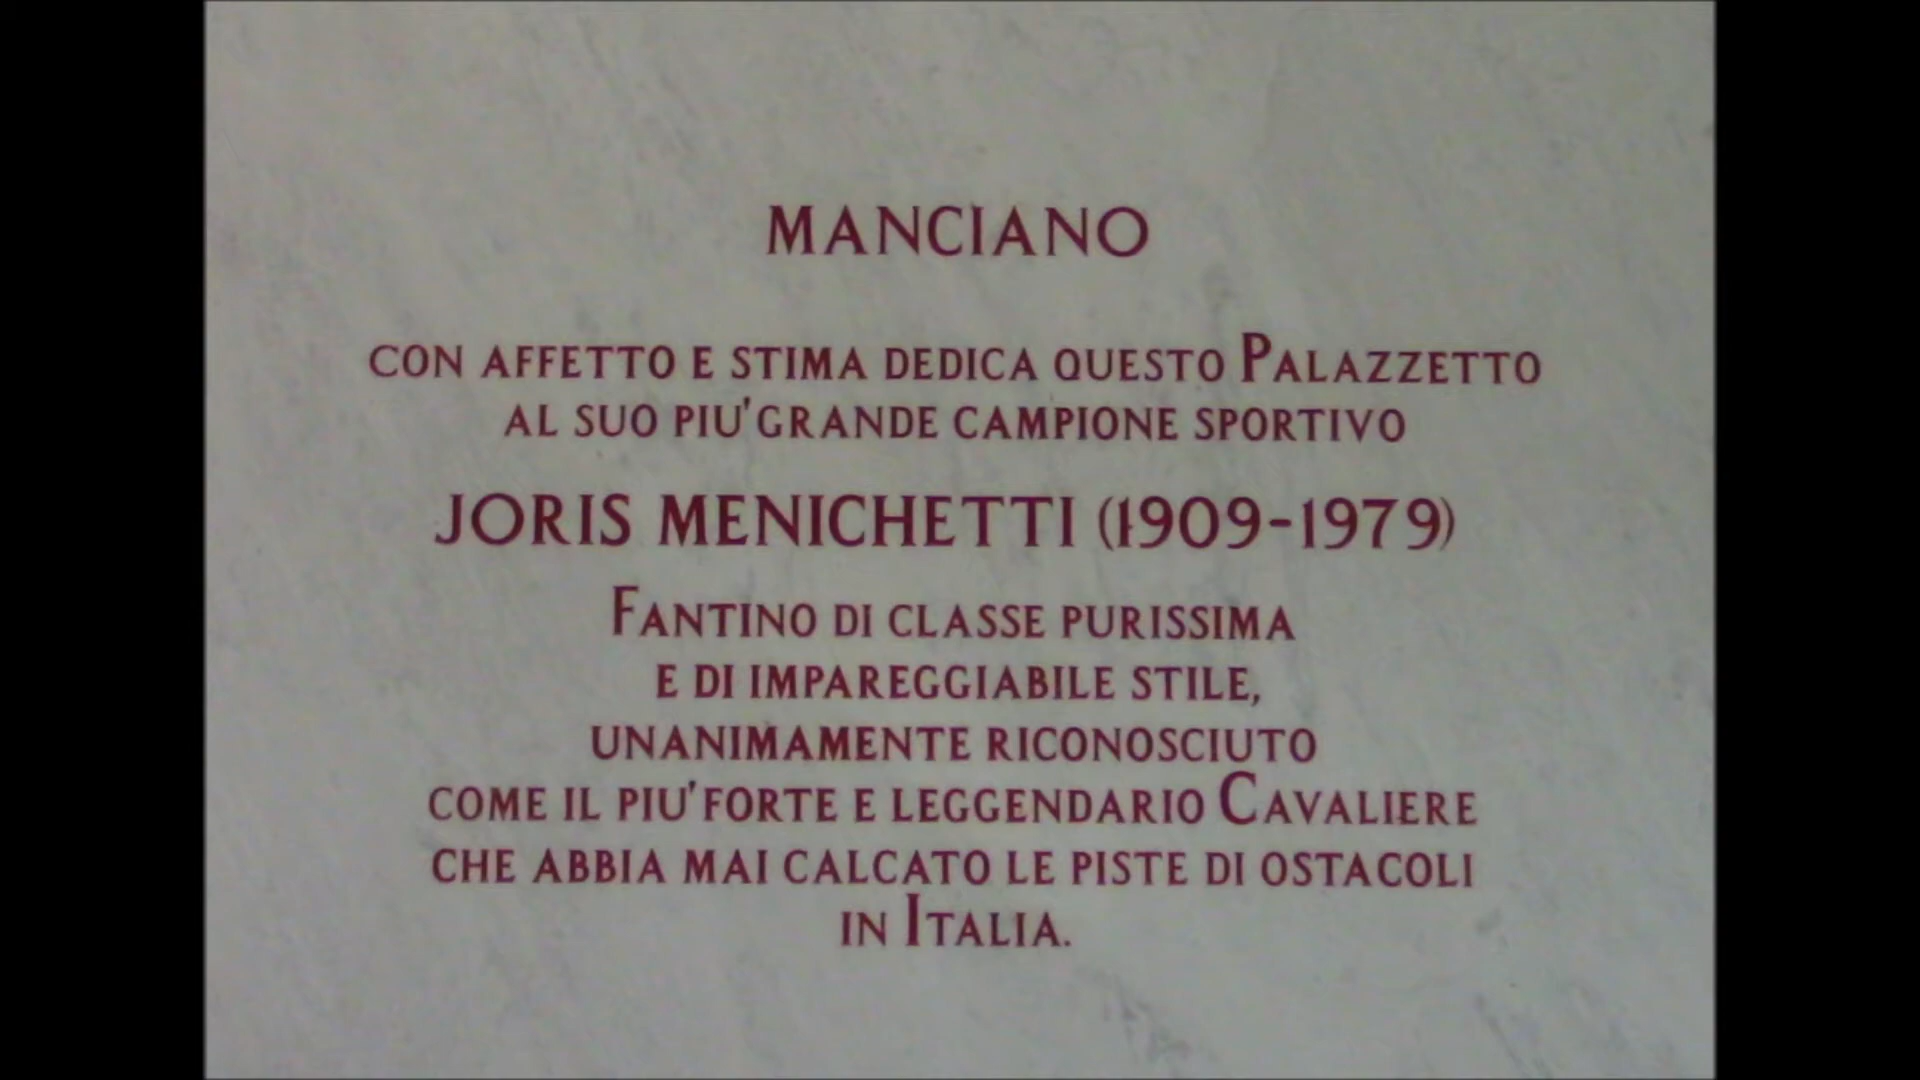 MANCIANO
CON AFFETTO E STIMA DEDICA QUESTO PALAZZETTO
AL SUO PIU' GRANDE CAMPIONE SPORTIVO
JORIS MENICHETTI (1909-1979)
FANTINO DI CLASSE PURISSIMA
E DI IMPAREGGIABILE STILE,
UNANIMAMENTE RICONOSCIUTO
COME IL PIU' FORTE E LEGGENDARIO CAVALIERE
CHE ABBIA MAI CALCATO LE PISTE DI OSTACOLI
IN ITALIA.